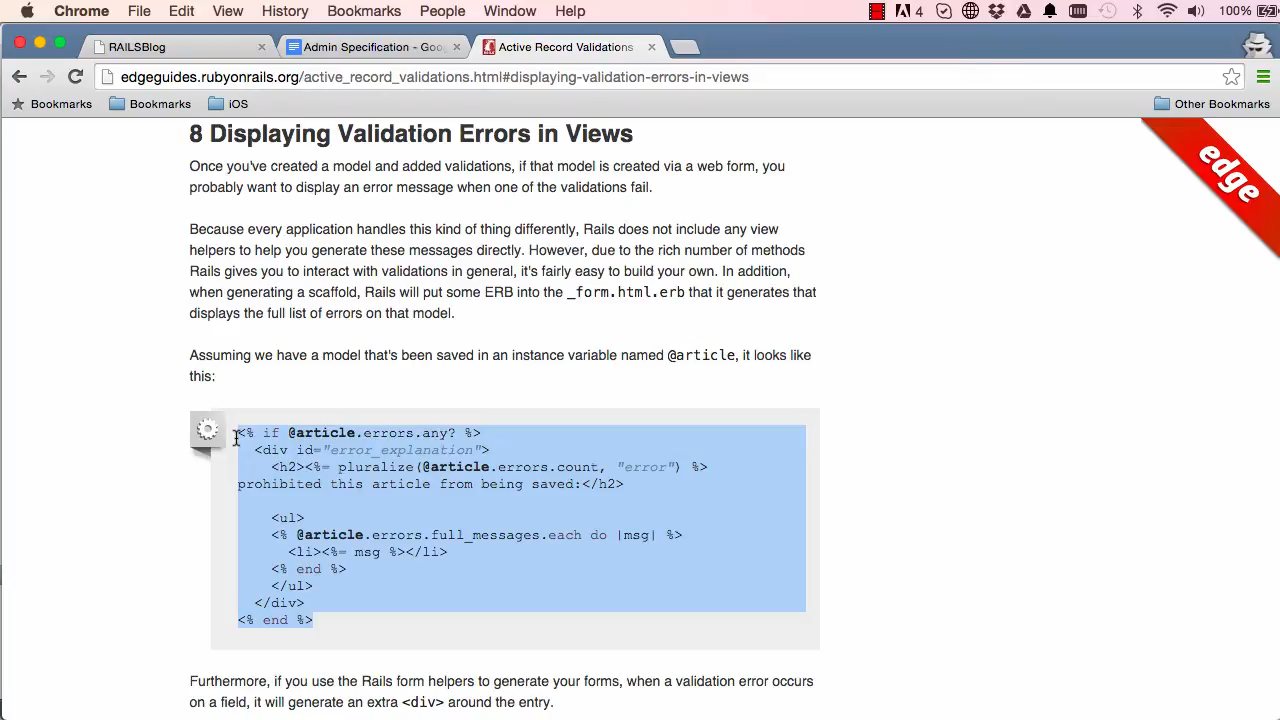 Chrome File Edit View History Bookmarks People Window Help 4 100%
RAILSBlog Admin Specification - Goo Active Record Validations
edgeguides.rubyonrails.org/active_record_validations.html#displaying-validation-errors-in-views
Bookmarks Bookmarks iOS Other Bookmarks
edge
8 Displaying Validation Errors in Views
Once you've created a model and added validations, if that model is created via a web form, you
probably want to display an error message when one of the validations fail.
Because every application handles this kind of thing differently, Rails does not include any view
helpers to help you generate these messages directly. However, due to the rich number of methods
Rails gives you to interact with validations in general, it's fairly easy to build your own. In addition,
when generating a scaffold, Rails will put some ERB into the _form.html.erb that it generates that
displays the full list of errors on that model.
Assuming we have a model that's been saved in an instance variable named @article, it looks like
this:
<% if @article.errors.any? %>
<div id="error_explanation">
<h2><%= pluralize(@article.errors.count, "error") %>
prohibited this article from being saved:</h2>
<ul>
<% @article.errors.full_messages.each do |msg| %>
<li><%= msg %></li>
<% end %>
</ul>
</div>
<% end %>
Furthermore, if you use the Rails form helpers to generate your forms, when a validation error occurs
on a field, it will generate an extra <div> around the entry.